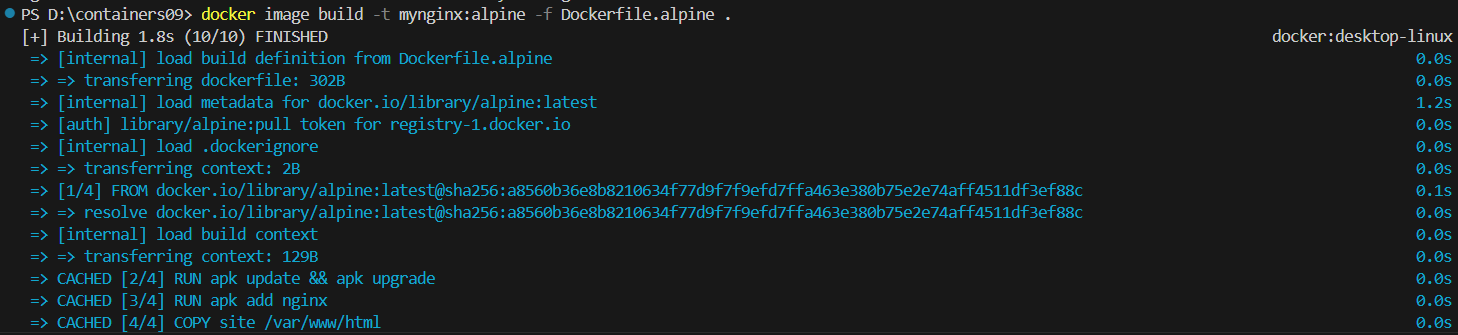 PS D:\containers09> docker image build -t mynginx:alpine -f Dockerfile.alpine .
[+] Building 1.8s (10/10) FINISHED docker:desktop-linux
=> [internal] load build definition from Dockerfile.alpine 0.0s
=> => transferring dockerfile: 302B 0.0s
=> [internal] load metadata for docker.io/library/alpine:latest 1.2s
=> [auth] library/alpine:pull token for registry-1.docker.io 0.0s
=> [internal] load .dockerignore 0.0s
=> => transferring context: 2B 0.0s
=> [1/4] FROM docker.io/library/alpine:latest@sha256:a8560b36e8b8210634f77d9f7f9efd7ffa463e380b75e2e74aff4511df3ef88c 0.1s
=> => resolve docker.io/library/alpine:latest@sha256:a8560b36e8b8210634f77d9f7f9efd7ffa463e380b75e2e74aff4511df3ef88c 0.0s
=> [internal] load build context 0.0s
=> => transferring context: 129B 0.0s
=> CACHED [2/4] RUN apk update && apk upgrade 0.0s
=> CACHED [3/4] RUN apk add nginx 0.0s
=> CACHED [4/4] COPY site /var/www/html 0.0s